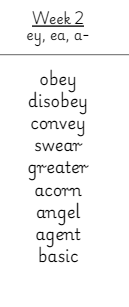 Week 2
ey, ea, a-
obey
disobey
convey
swear
greater
acorn
angel
agent
basic